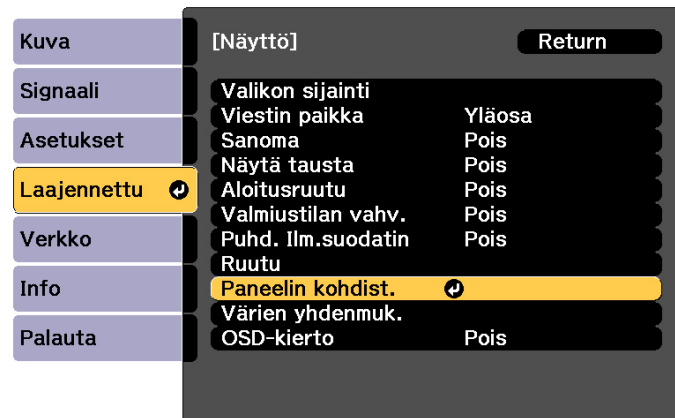 Kuva
Signaali
Asetukset
Laajennettu
Verkko
Info
Palauta
[Näyttö] Return
Valikon sijainti
Viestin paikka Yläosa
Sanoma Pois
Näytä tausta Pois
Aloitusruutu Pois
Valmiustilan vahv. Pois
Puhd. Ilm.suodatin Pois
Ruutu
Paneelin kohdist.
Värien yhdenmuk.
OSD-kierto Pois